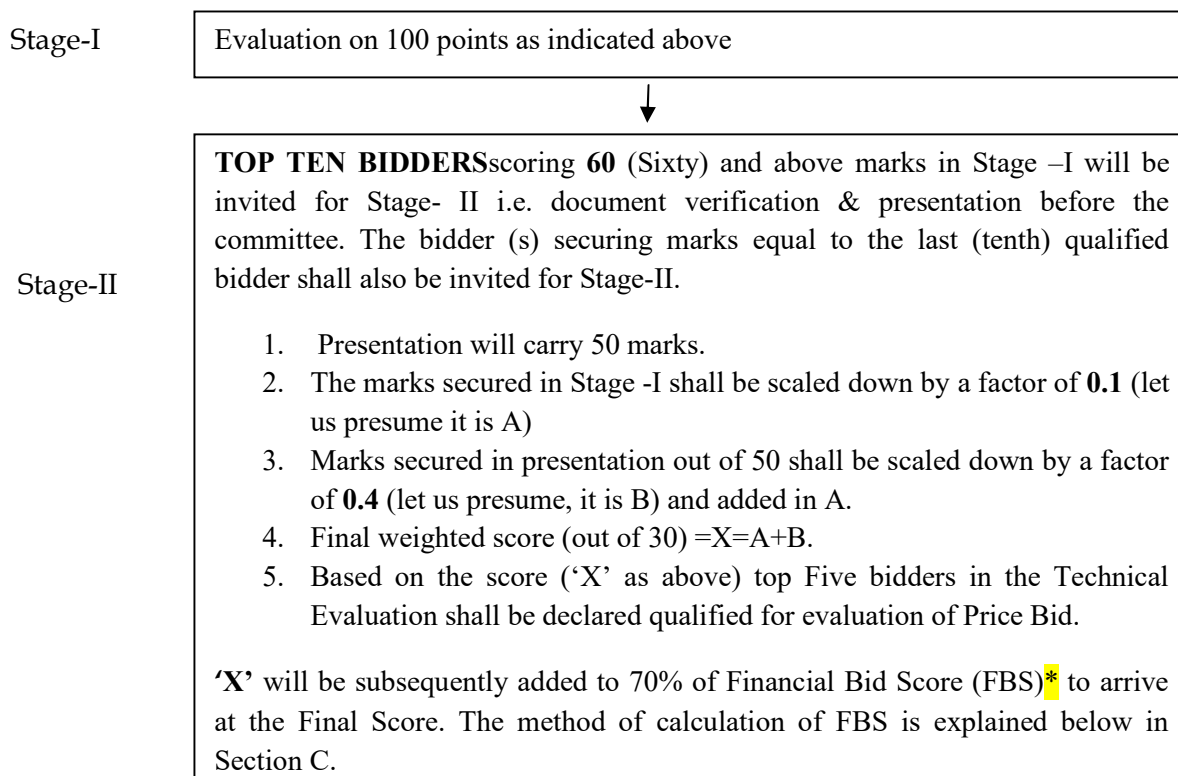 Stage-I
Evaluation on 100 points as indicated above
Stage-II
TOP TEN BIDDERSscoring 60 (Sixty) and above marks in Stage –I will be
invited for Stage- II i.e. document verification & presentation before the
committee. The bidder (s) securing marks equal to the last (tenth) qualified
bidder shall also be invited for Stage-II.
1. Presentation will carry 50 marks.
2. The marks secured in Stage -I shall be scaled down by a factor of 0.1 (let
us presume it is A)
3. Marks secured in presentation out of 50 shall be scaled down by a factor
of 0.4 (let us presume, it is B) and added in A.
4. Final weighted score (out of 30) =X=A+B.
5. Based on the score (‘X’ as above) top Five bidders in the Technical
Evaluation shall be declared qualified for evaluation of Price Bid.
‘X’ will be subsequently added to 70% of Financial Bid Score (FBS)* to arrive
at the Final Score. The method of calculation of FBS is explained below in
Section C.